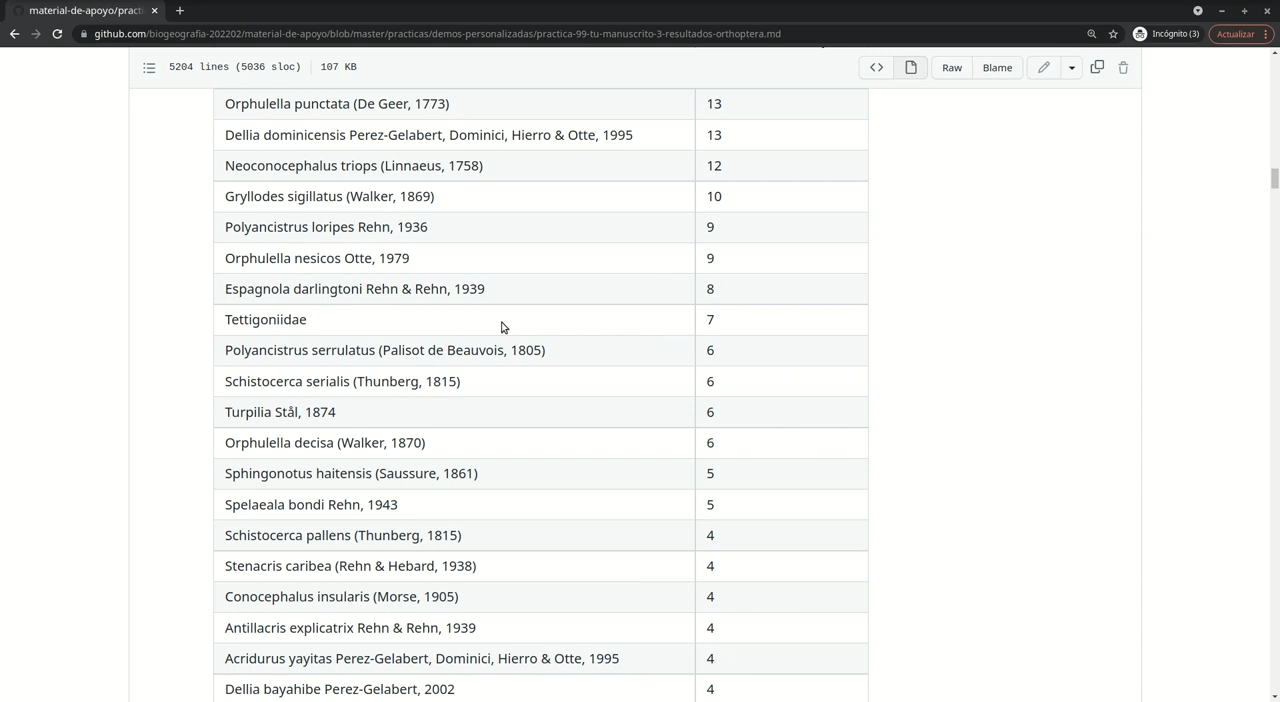 material-de-apoyo/practi
github.com/biogeografia-202202/material-de-apoyo/blob/master/practicas/demos-personalizadas/practica-99-tu-manuscrito-3-resultados-orthoptera.md
Incógnito (3)
Actualizar
5204 lines (5036 sloc) 107 KB
Raw
Blame
Orphulella punctata (De Geer, 1773) 13
Dellia dominicensis Perez-Gelabert, Dominici, Hierro & Otte, 1995 13
Neoconocephalus triops (Linnaeus, 1758) 12
Gryllodes sigillatus (Walker, 1869) 10
Polyancistrus loripes Rehn, 1936 9
Orphulella nesicos Otte, 1979 9
Espagnola darlingtoni Rehn & Rehn, 1939 8
Tettigoniidae 7
Polyancistrus serrulatus (Palisot de Beauvois, 1805) 6
Schistocerca serialis (Thunberg, 1815) 6
Turpilia Stål, 1874 6
Orphulella decisa (Walker, 1870) 6
Sphingonotus haitensis (Saussure, 1861) 5
Spelaeala bondi Rehn, 1943 5
Schistocerca pallens (Thunberg, 1815) 4
Stenacris caribea (Rehn & Hebard, 1938) 4
Conocephalus insularis (Morse, 1905) 4
Antillacris explicatrix Rehn & Rehn, 1939 4
Acridurus yayitas Perez-Gelabert, Dominici, Hierro & Otte, 1995 4
Dellia bayahibe Perez-Gelabert, 2002 4